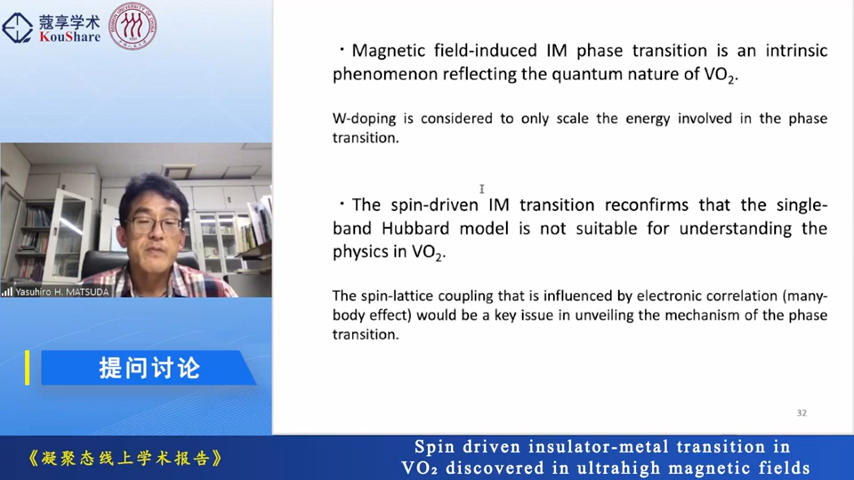 蔻享学术
KouShare
・Magnetic field-induced IM phase transition is an intrinsic
phenomenon reflecting the quantum nature of VO₂.
W-doping is considered to only scale the energy involved in the phase
transition.
・The spin-driven IM transition reconfirms that the single-
band Hubbard model is not suitable for understanding the
physics in VO₂.
The spin-lattice coupling that is influenced by electronic correlation (many-
body effect) would be a key issue in unveiling the mechanism of the phase
transition.
32
Yasuhiro H. MATSUDA
提问讨论
《凝聚态线上学术报告》
Spin driven insulator-metal transition in
VO₂ discovered in ultrahigh magnetic fields